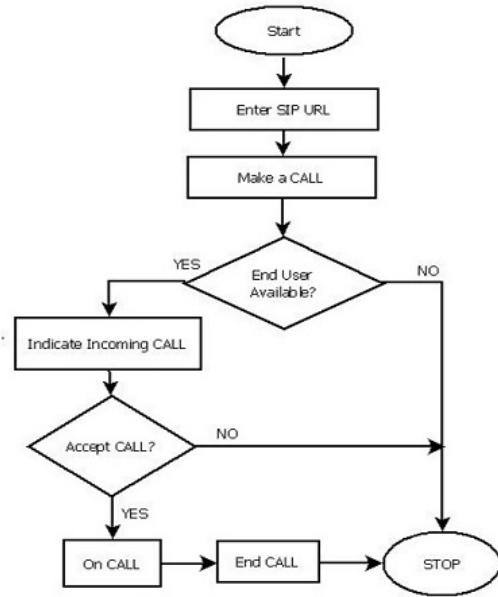 Start
Enter SIP URL
Make a CALL
YES
NO
End User
Available?
Indicate Incoming CALL
Accept CALL?
NO
YES
On CALL
End CALL
STOP